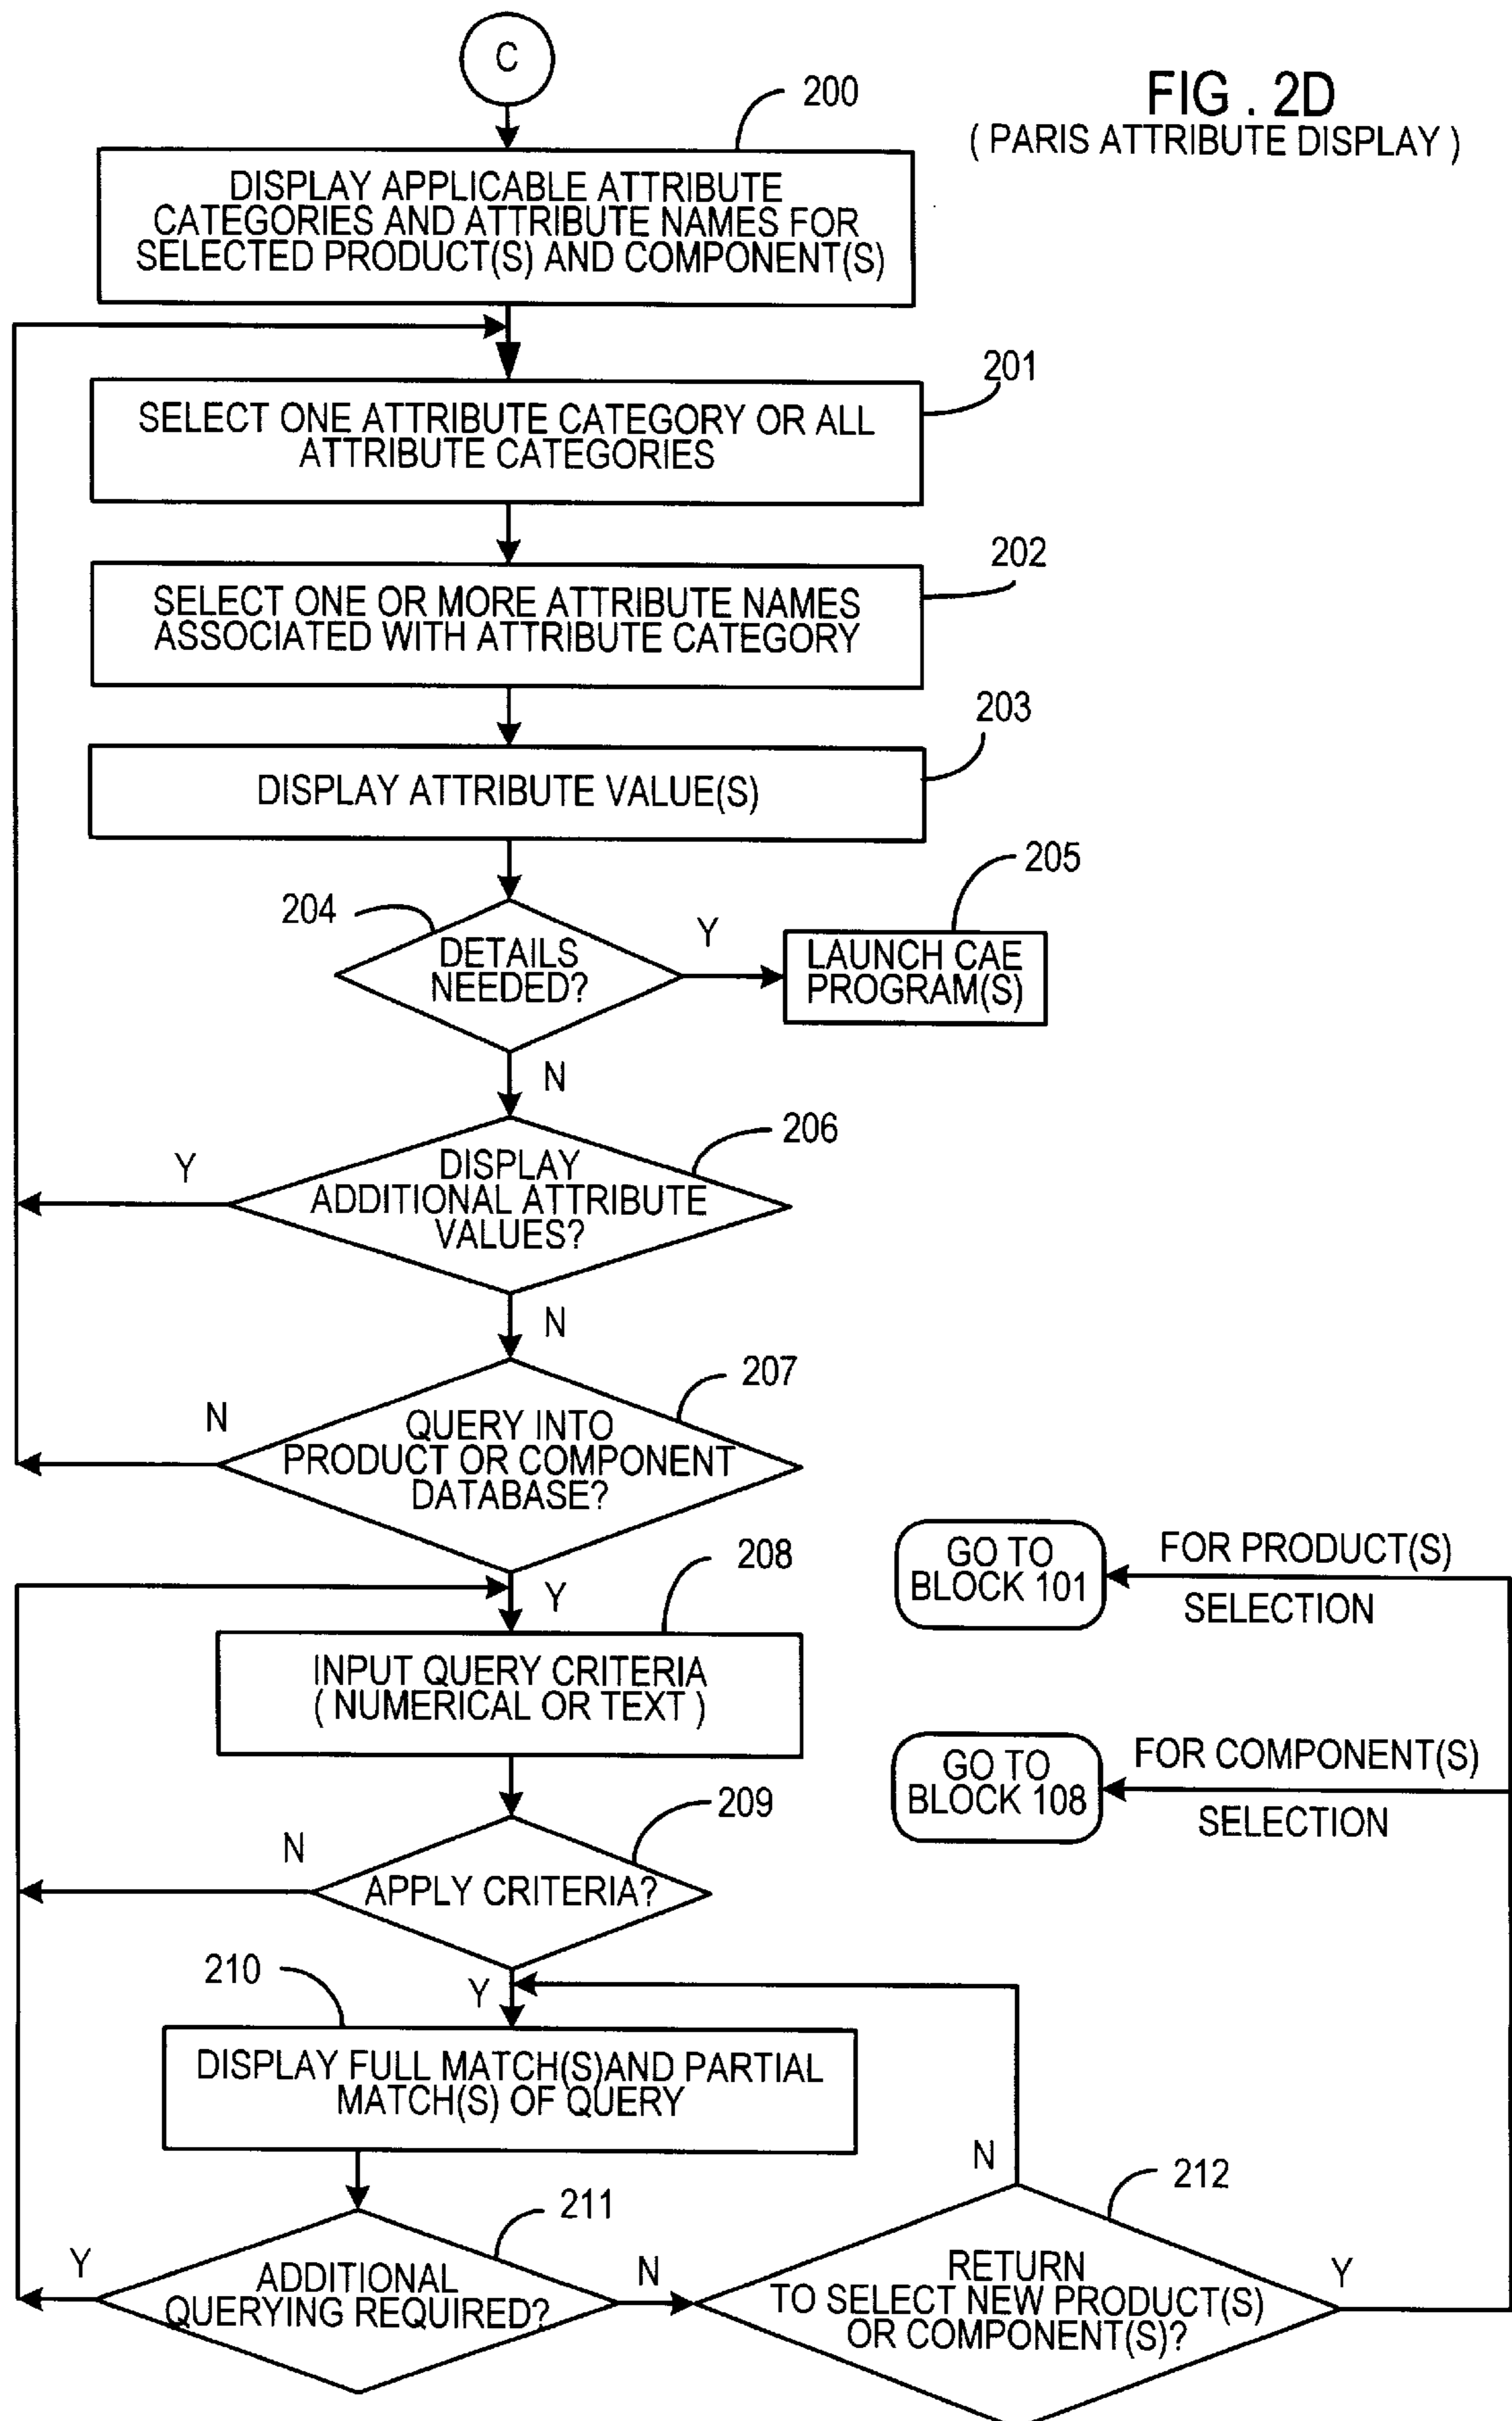 C
200
FIG . 2D
( PARIS ATTRIBUTE DISPLAY )
DISPLAY APPLICABLE ATTRIBUTE
CATEGORIES AND ATTRIBUTE NAMES FOR
SELECTED PRODUCT(S) AND COMPONENT(S)
201
SELECT ONE ATTRIBUTE CATEGORY OR ALL
ATTRIBUTE CATEGORIES
202
SELECT ONE OR MORE ATTRIBUTE NAMES
ASSOCIATED WITH ATTRIBUTE CATEGORY
203
DISPLAY ATTRIBUTE VALUE(S)
204
DETAILS
NEEDED?
Y
205
LAUNCH CAE
PROGRAM(S)
N
206
Y
DISPLAY
ADDITIONAL ATTRIBUTE
VALUES?
N
207
N
QUERY INTO
PRODUCT OR COMPONENT
DATABASE?
Y
208
INPUT QUERY CRITERIA
( NUMERICAL OR TEXT )
GO TO
BLOCK 101
FOR PRODUCT(S)
SELECTION
GO TO
BLOCK 108
FOR COMPONENT(S)
SELECTION
209
N
APPLY CRITERIA?
Y
210
DISPLAY FULL MATCH(S)AND PARTIAL
MATCH(S) OF QUERY
211
Y
ADDITIONAL
QUERYING REQUIRED?
N
N
212
RETURN
TO SELECT NEW PRODUCT(S)
OR COMPONENT(S)?
Y